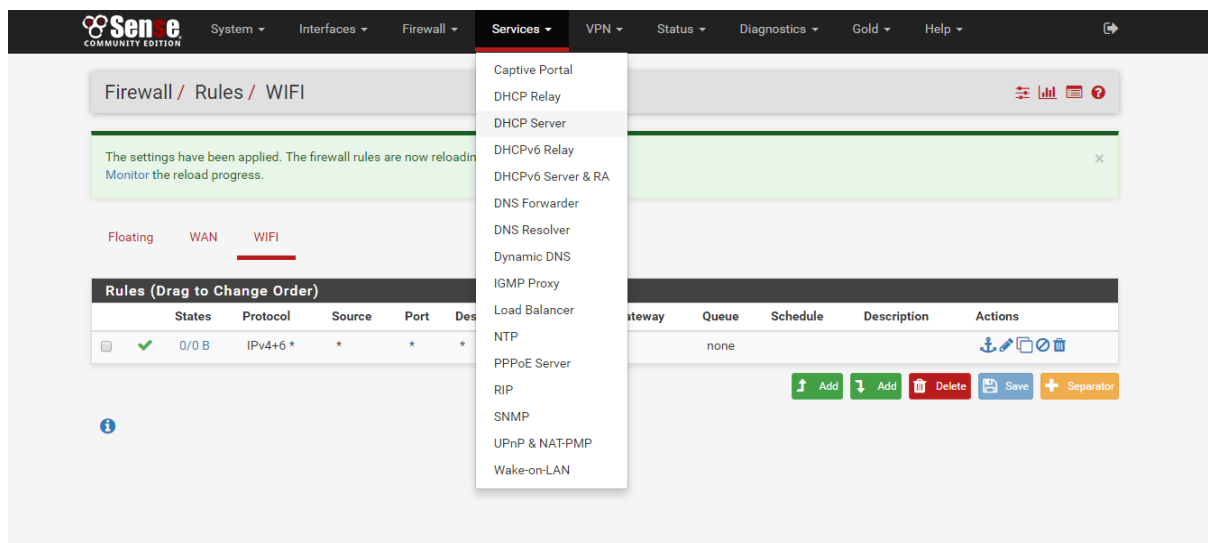 Sense
COMMUNITY EDITION
System Interfaces Firewall Services VPN Status Diagnostics Gold Help
Captive Portal
DHCP Relay
DHCP Server
DHCPv6 Relay
DHCPv6 Server & RA
DNS Forwarder
DNS Resolver
Dynamic DNS
IGMP Proxy
Load Balancer
NTP
PPPoE Server
RIP
SNMP
UPnP & NAT-PMP
Wake-on-LAN
Firewall / Rules / WIFI
The settings have been applied. The firewall rules are now reloadin
Monitor the reload progress.
Floating WAN WIFI
Rules (Drag to Change Order)
States Protocol Source Port Des ateway Queue Schedule Description Actions
0/0 B IPv4+6 * * * * none
Add Add Delete Save Separator